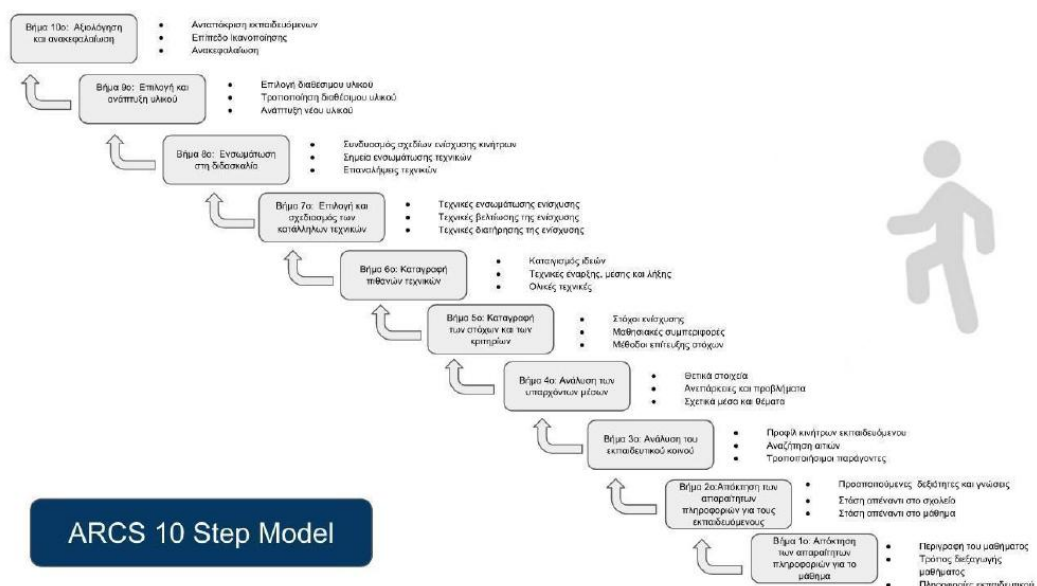 Βήμα 10ο: Αξιολόγηση
και ανακεφαλαίωση
• Ανταπόκριση εκπαιδευόμενων
• Επίπεδο Ικανοποίησης
• Ανακεφαλαίωση
Βήμα 9ο: Επιλογή και
ανάπτυξη υλικού
• Επιλογή διαθέσιμου υλικού
• Τροποποίηση διαθέσιμου υλικού
• Ανάπτυξη νέου υλικού
Βήμα 8ο: Ενσωμάτωση
στη διδασκαλία
• Συνδυασμός σχεδίων ενίσχυσης κινήτρων
• Σημεία ενσωμάτωσης τεχνικών
• Επαναλήψεις τεχνικών
Βήμα 7ο: Επιλογή και
σχεδιασμός των
κατάλληλων τεχνικών
• Τεχνικές ενσωμάτωσης ενίσχυσης
• Τεχνικές βελτίωσης της ενίσχυσης
• Τεχνικές διατήρησης της ενίσχυσης
Βήμα 6ο: Καταγραφή
πιθανών τεχνικών
• Καταιγισμός ιδεών
• Τεχνικές έναρξης, μέσης και λήξης
• Ολικές τεχνικές
Βήμα 5ο: Καταγραφή
των στόχων και των
κριτηρίων
• Στόχοι ενίσχυσης
• Μαθησιακές συμπεριφορές
• Μέθοδοι επίτευξης στόχων
Βήμα 4ο: Ανάλυση των
υπαρχόντων μέσων
• Θετικά στοιχεία
• Ανεπάρκειες και προβλήματα
• Σχετικά μέσα και θέματα
Βήμα 3ο: Ανάλυση του
εκπαιδευτικού κοινού
• Προφίλ κινήτρων εκπαιδευόμενου
• Αναζήτηση αιτιών
• Τροποποιήσιμοι παράγοντες
Βήμα 2ο:Απόκτηση των
απαραίτητων
πληροφοριών για τους
εκπαιδευόμενους
• Προαπαιτούμενες δεξιότητες και γνώσεις
• Στάση απέναντι στο σχολείο
• Στάση απέναντι στο μάθημα
Βήμα 1ο: Απόκτηση
των απαραίτητων
πληροφοριών για το
μάθημα
• Περιγραφή του μαθήματος
• Τρόπος διεξαγωγής
μαθήματος
• Πληροφορίες εκπαιδευτικού
ARCS 10 Step Model